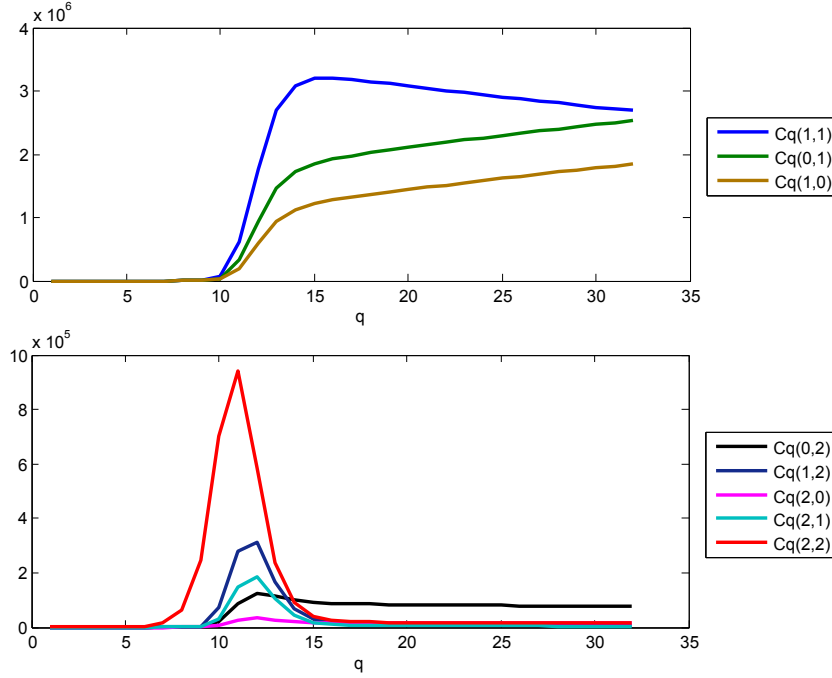 x 10^6
4
3
2
1
0
0 5 10 15 20 25 30 35
q
Cq(1,1)
Cq(0,1)
Cq(1,0)
x 10^5
10
8
6
4
2
0
0 5 10 15 20 25 30 35
q
Cq(0,2)
Cq(1,2)
Cq(2,0)
Cq(2,1)
Cq(2,2)